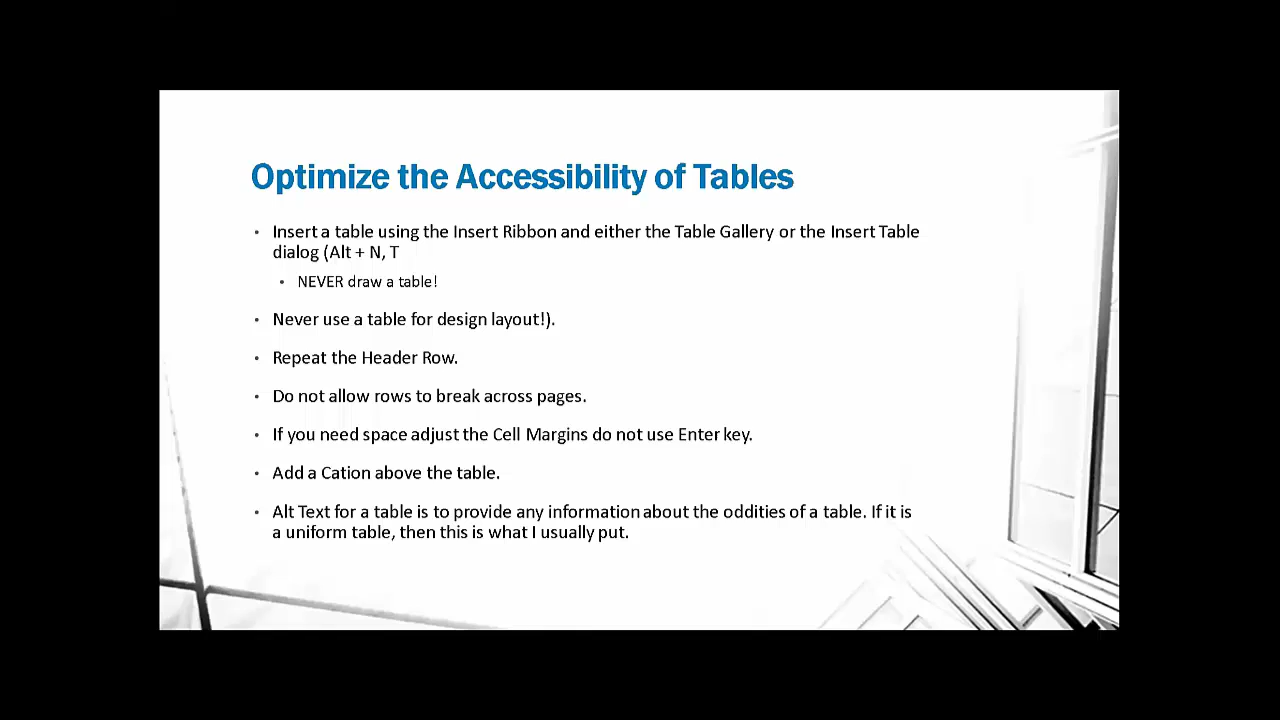 Optimize the Accessibility of Tables
• Insert a table using the Insert Ribbon and either the Table Gallery or the Insert Table
dialog (Alt + N, T
• NEVER draw a table!
• Never use a table for design layout!).
• Repeat the Header Row.
• Do not allow rows to break across pages.
• If you need space adjust the Cell Margins do not use Enter key.
• Add a Cation above the table.
• Alt Text for a table is to provide any information about the oddities of a table. If it is
a uniform table, then this is what I usually put.